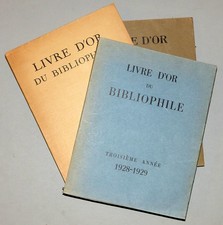 LIVRE D'OR
DU BIBLIOPHILE
E D'OR
LIVRE D'OR
DU
BIBLIOPHILE
TROISIÈME ANNÉE
1928-1929